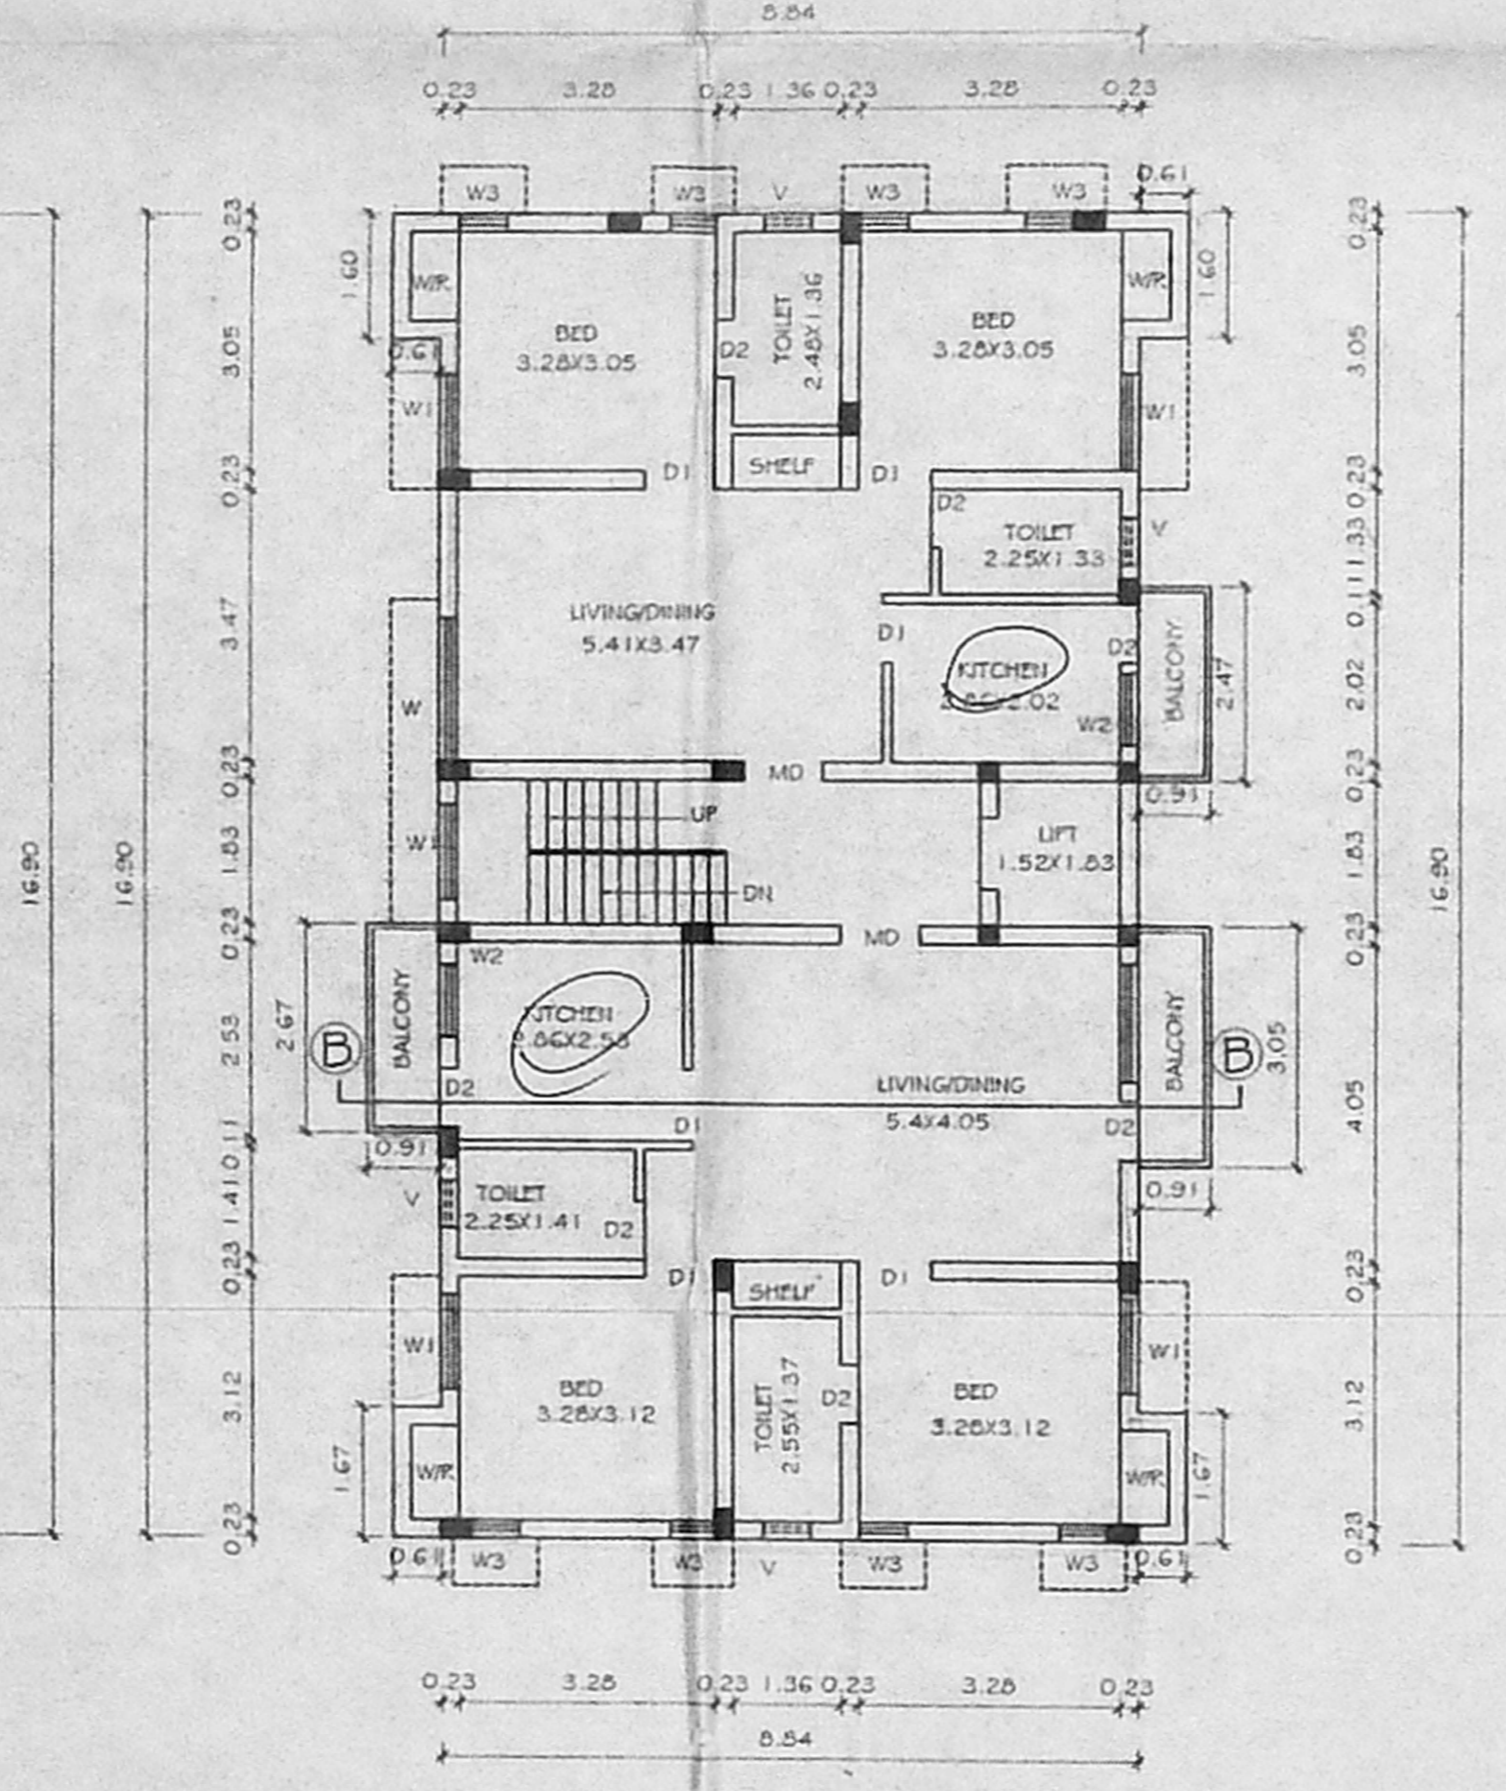 8.84
0.23 3.28 0.23 1.36 0.23 3.28 0.23
0.61
W3 W3 V W3 W3
0.23 0.23
1.60 1.60
W/R. W/R.
BED
3.28X3.05
TOILET
2.48X1.36
BED
3.28X3.05
D2
3.05 3.05
0.61
W1 W1
SHELF
D1 D1
0.23 0.23
D2
TOILET
2.25X1.33
V
1.33
0.11
LIVING/DINING
5.41X3.47
3.47
D1
D2
KITCHEN
2.86X2.02
BALCONY
2.47
2.02
W
W2
MD
0.23 0.23
0.91
UP
LIFT
1.52X1.83
W1
1.83 1.83
DN
16.90 16.90 16.90
0.23 0.23
MD
W2
BALCONY
KITCHEN
2.86X2.53
2.67
2.53
B B
BALCONY
3.05
LIVING/DINING
5.4X4.05
4.05
D2
D1
D2
0.11
0.91
0.91
V
TOILET
2.25X1.41
D2
1.41
0.23 0.23
D1 D1
SHELF
W1 W1
BED
3.28X3.12
TOILET
2.55X1.37
D2
BED
3.28X3.12
3.12 3.12
1.67 1.67
W/R. W/R.
0.23 0.23
0.61 W3 W3 V W3 W3 0.61
0.23 3.28 0.23 1.36 0.23 3.28 0.23
8.84